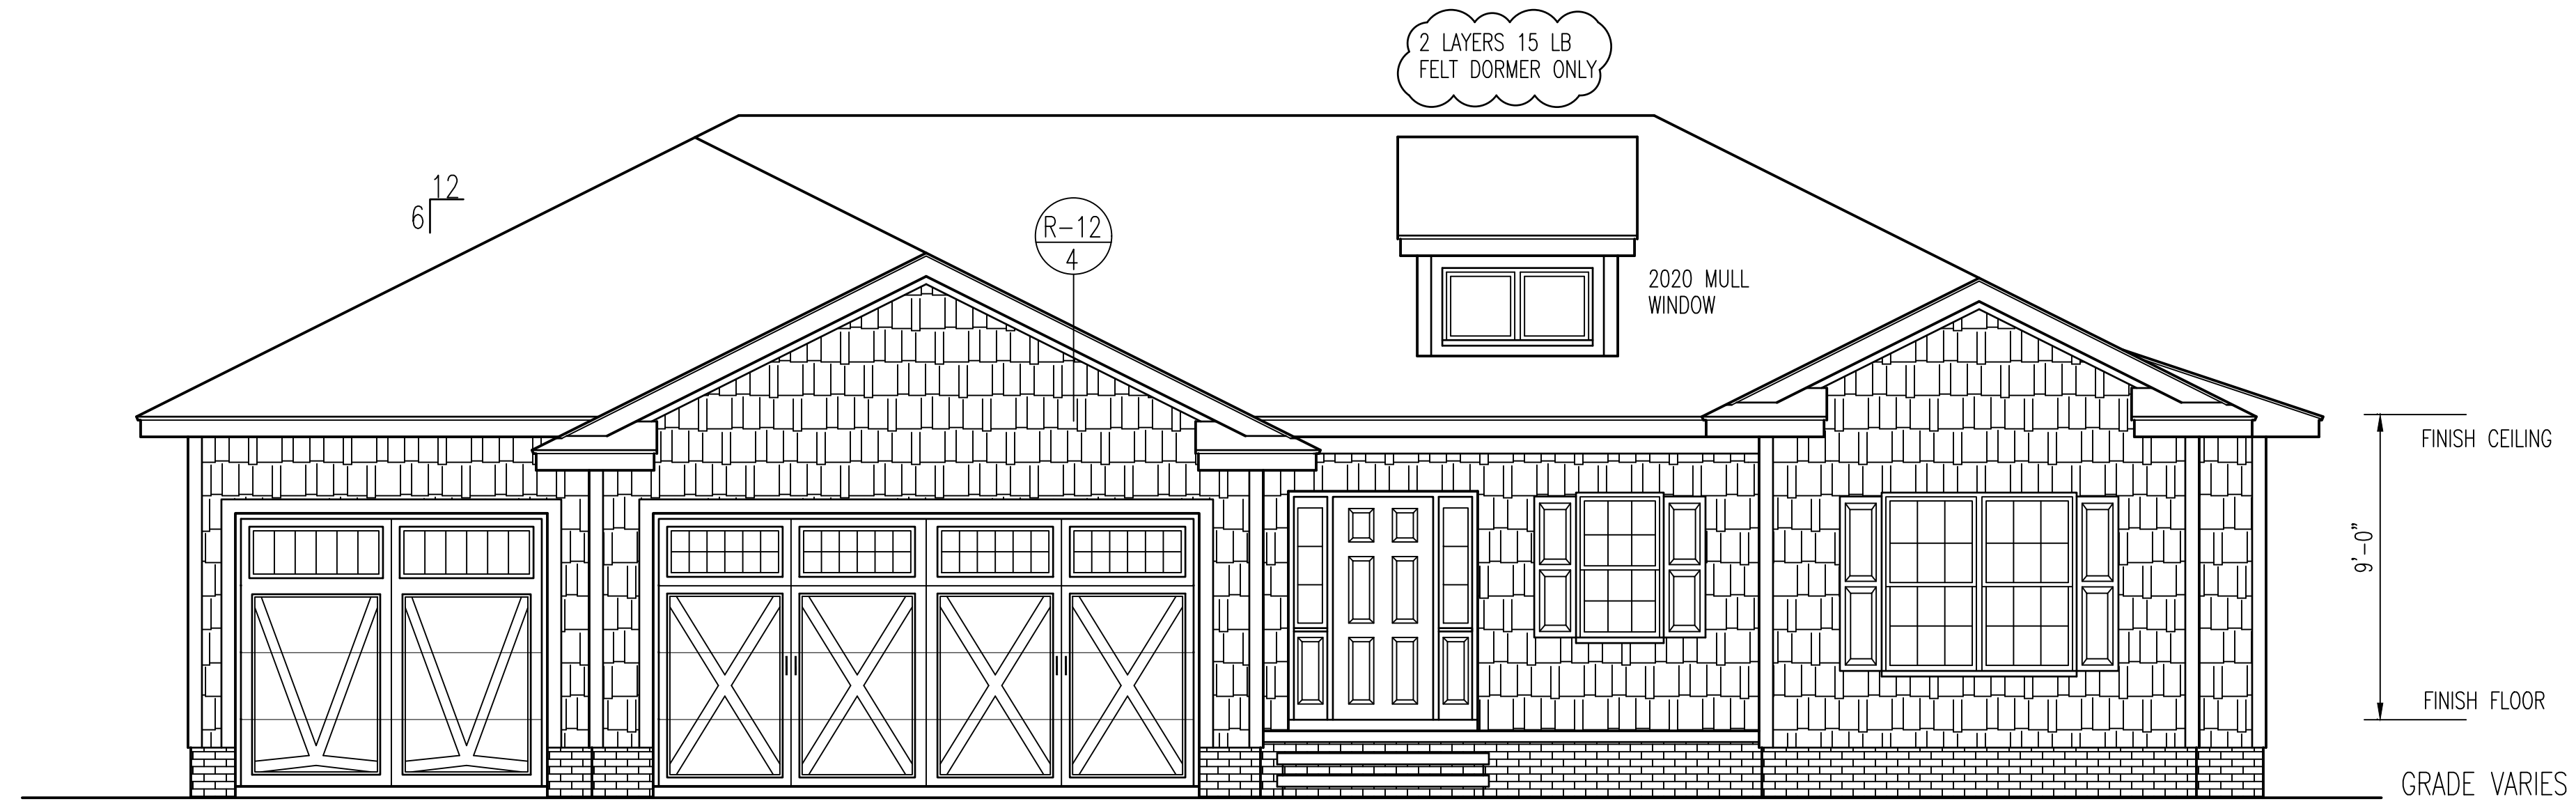 2 LAYERS 15 LB
FELT DORMER ONLY
12
6
R-12
4
2020 MULL
WINDOW
FINISH CEILING
9'-0"
FINISH FLOOR
GRADE VARIES